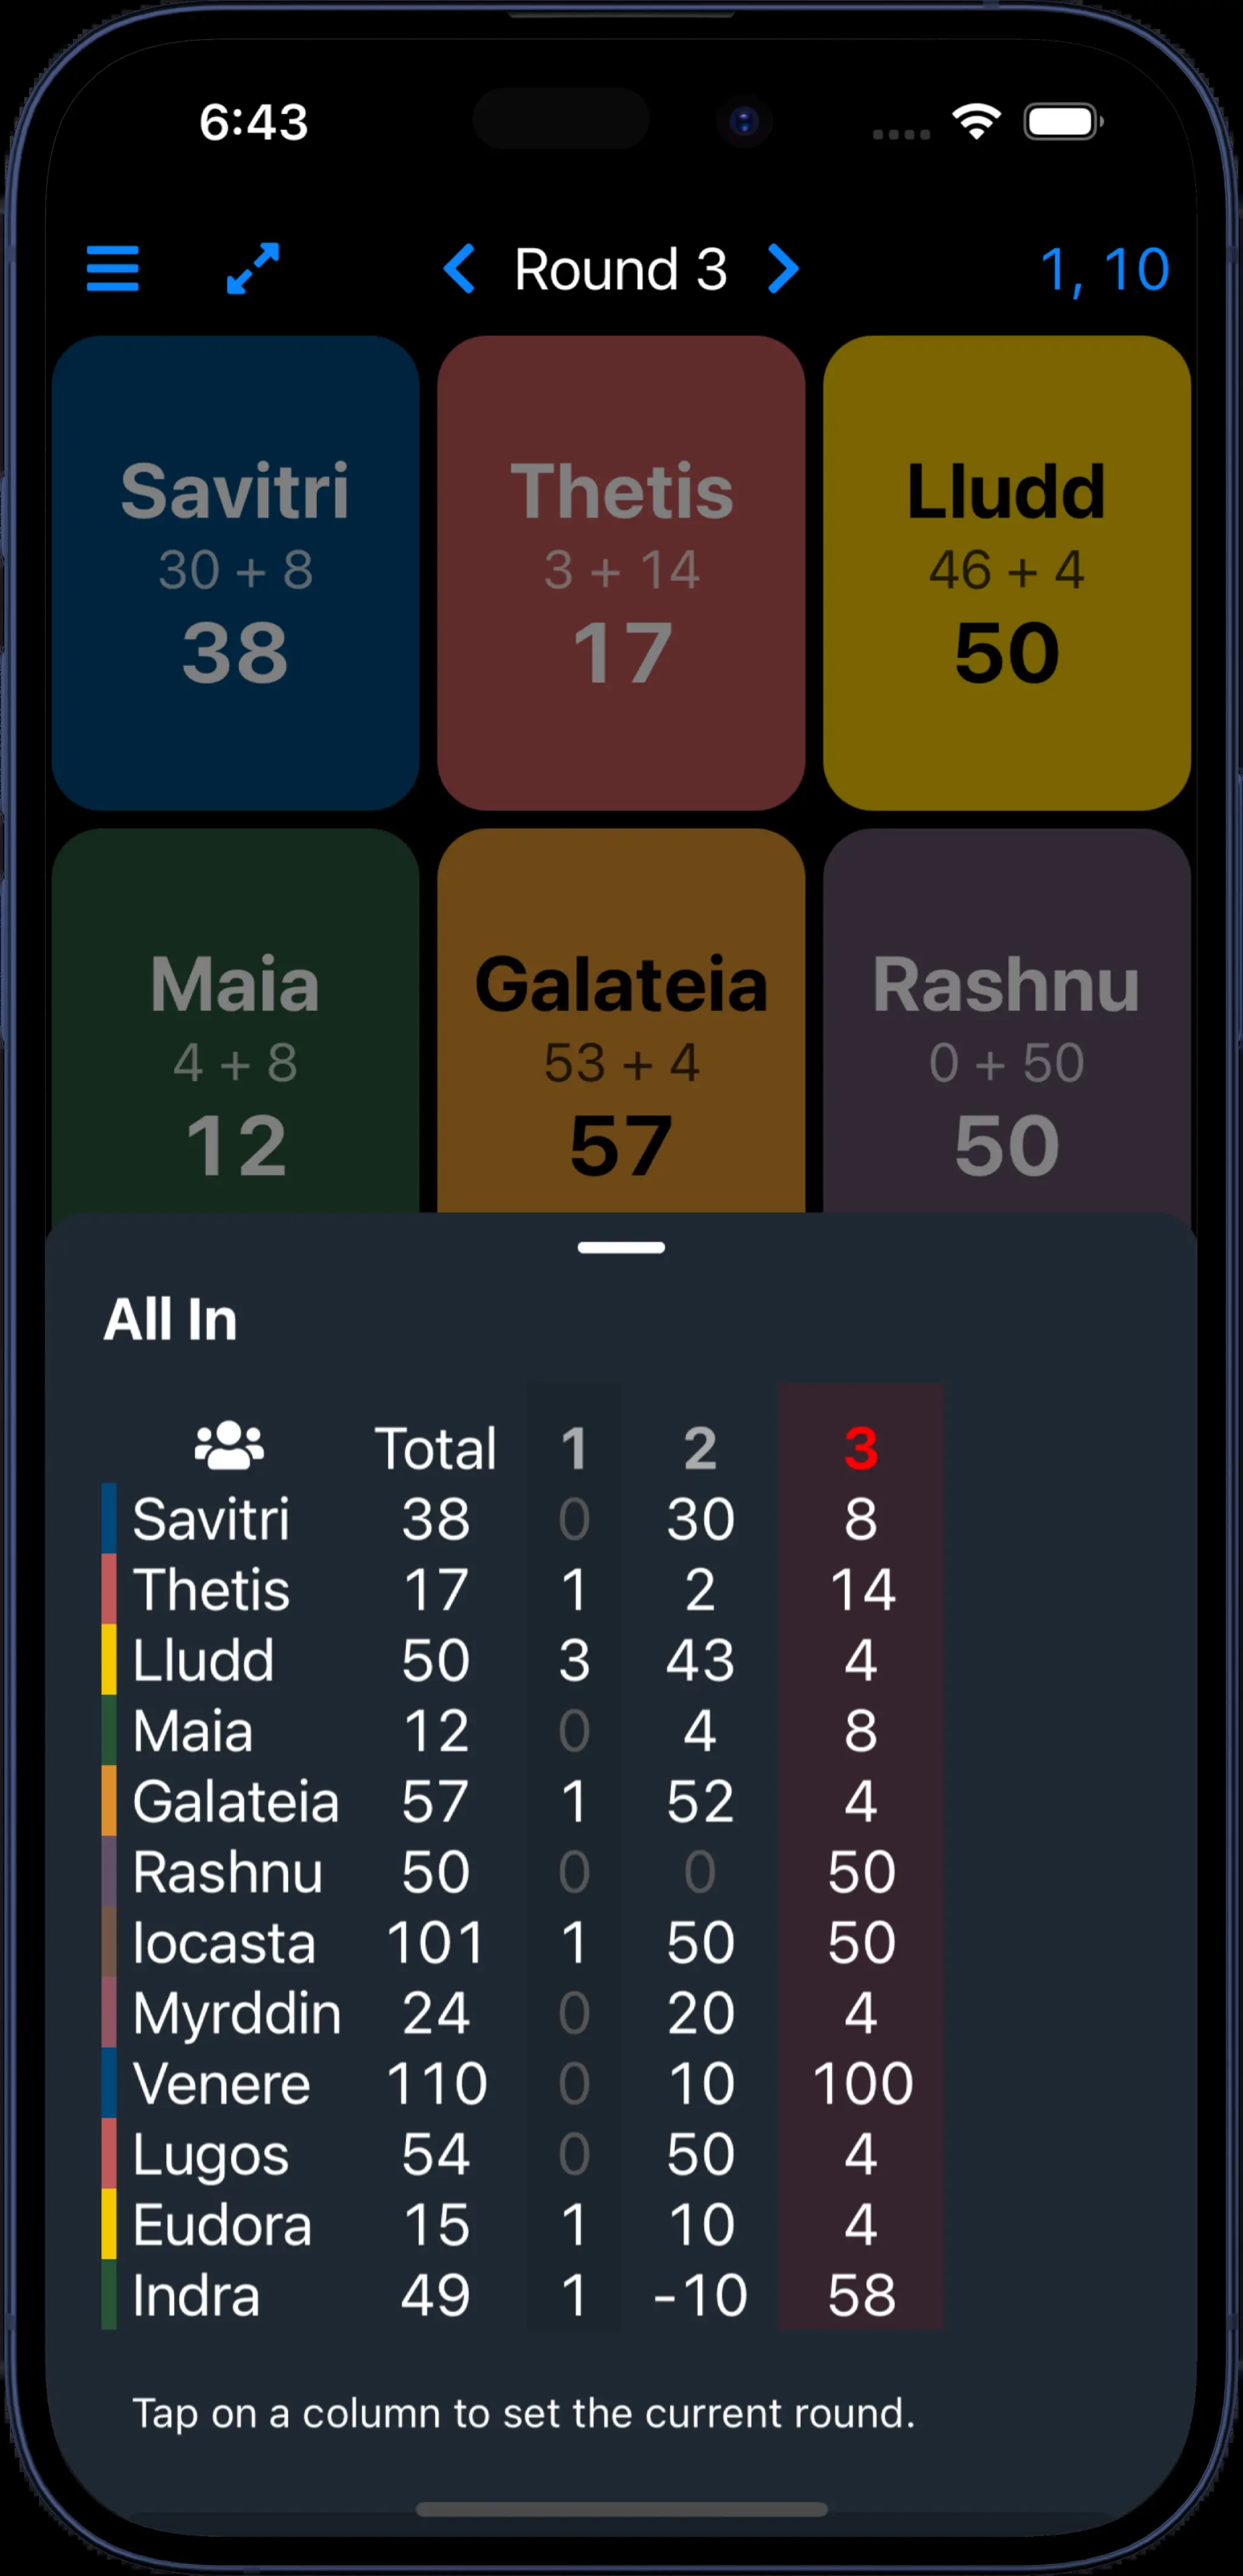 6:43
Round 3 1, 10
Savitri Thetis Lludd
30 + 8 3 + 14 46 + 4
38 17 50
Maia Galateia Rashnu
4 + 8 53 + 4 0 + 50
12 57 50
All In
Total 1 2 3
Savitri 38 0 30 8
Thetis 17 1 2 14
Lludd 50 3 43 4
Maia 12 0 4 8
Galateia 57 1 52 4
Rashnu 50 0 0 50
Iocasta 101 1 50 50
Myrddin 24 0 20 4
Venere 110 0 10 100
Lugos 54 0 50 4
Eudora 15 1 10 4
Indra 49 1 -10 58
Tap on a column to set the current round.